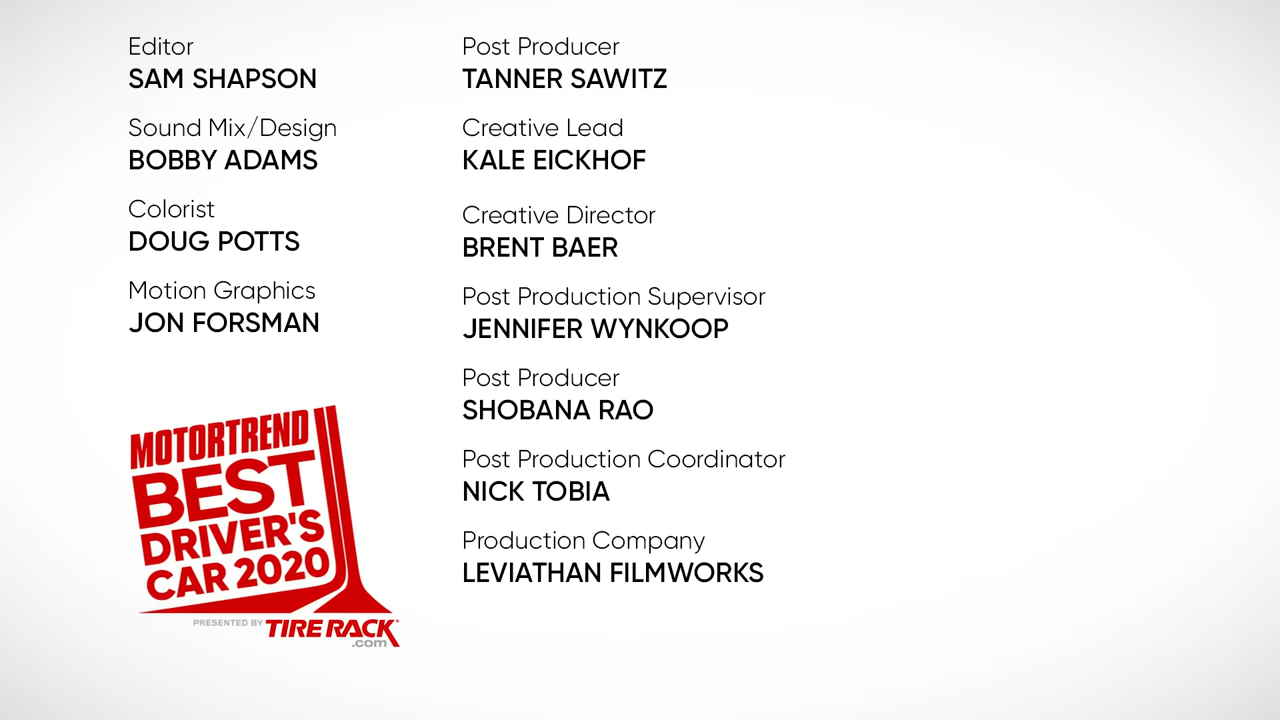 Editor
SAM SHAPSON
Sound Mix/Design
BOBBY ADAMS
Colorist
DOUG POTTS
Motion Graphics
JON FORSMAN
Post Producer
TANNER SAWITZ
Creative Lead
KALE EICKHOF
Creative Director
BRENT BAER
Post Production Supervisor
JENNIFER WYNKOOP
Post Producer
SHOBANA RAO
Post Production Coordinator
NICK TOBIA
Production Company
LEVIATHAN FILMWORKS
MOTORTREND
BEST
DRIVER'S
CAR 2020
PRESENTED BY TIRE RACK
.com